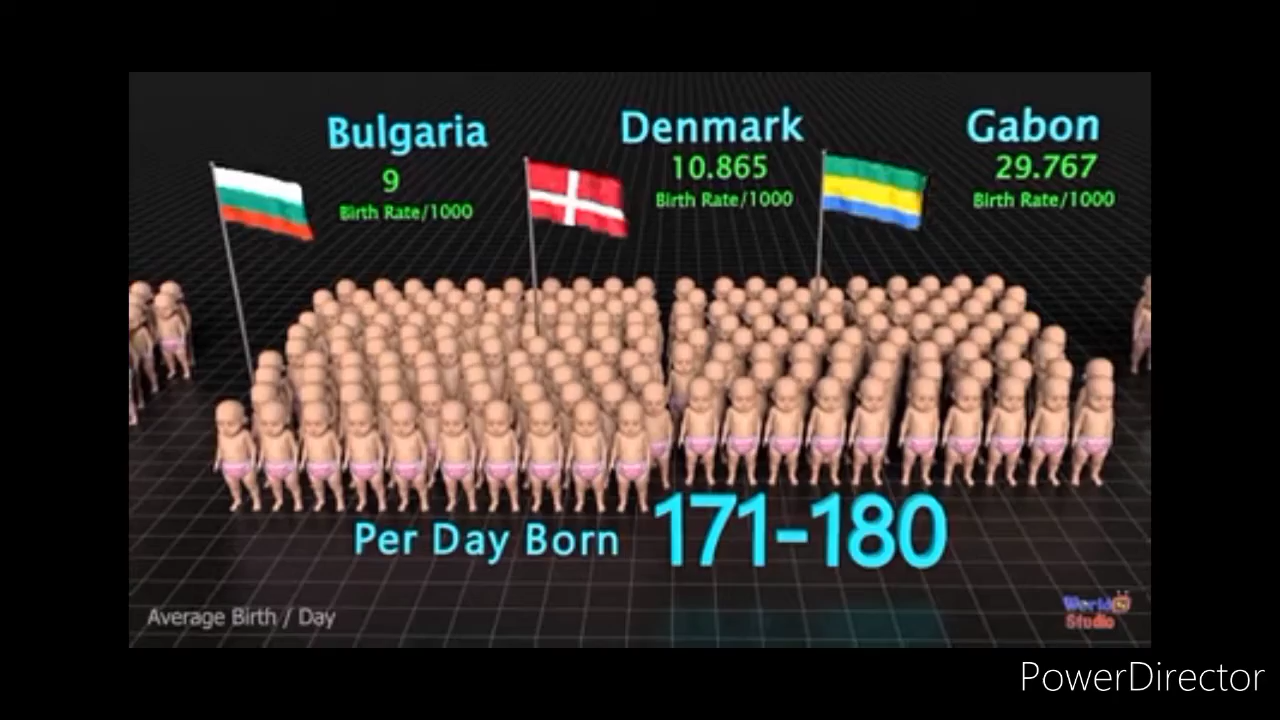 Bulgaria
9
Birth Rate/1000
Denmark
10.865
Birth Rate/1000
Gabon
29.767
Birth Rate/1000
Per Day Born 171-180
Average Birth / Day
World
Studio
PowerDirector